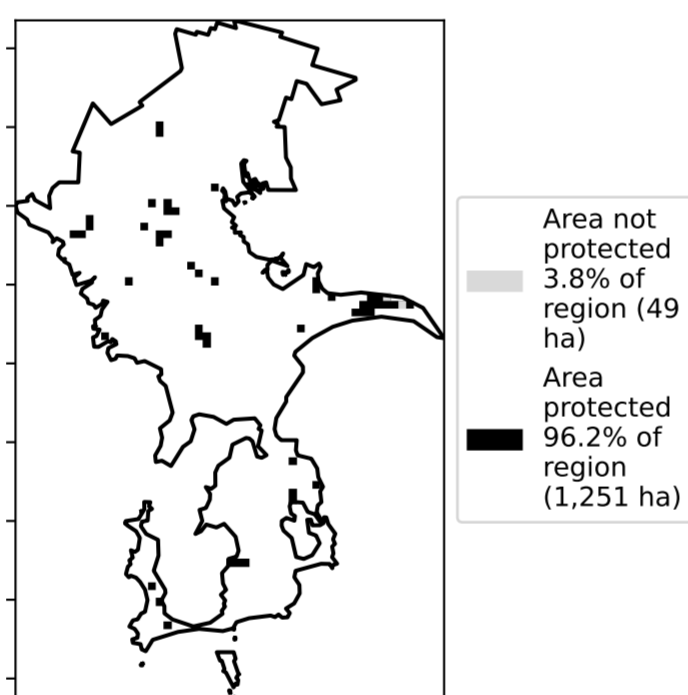 Area not
protected
3.8% of
region (49
ha)
Area
protected
96.2% of
region
(1,251 ha)